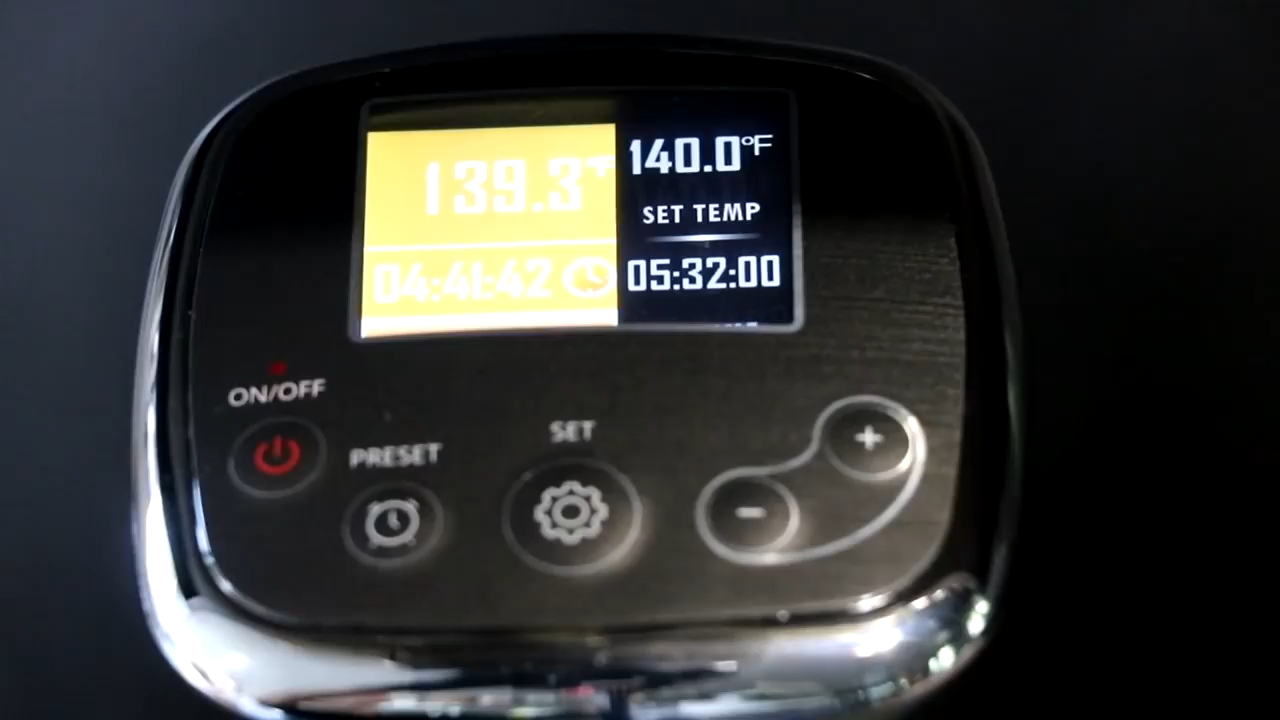 139.3°F
04:41:42
140.0°F
SET TEMP
05:32:00
ON/OFF
PRESET
SET
+
-